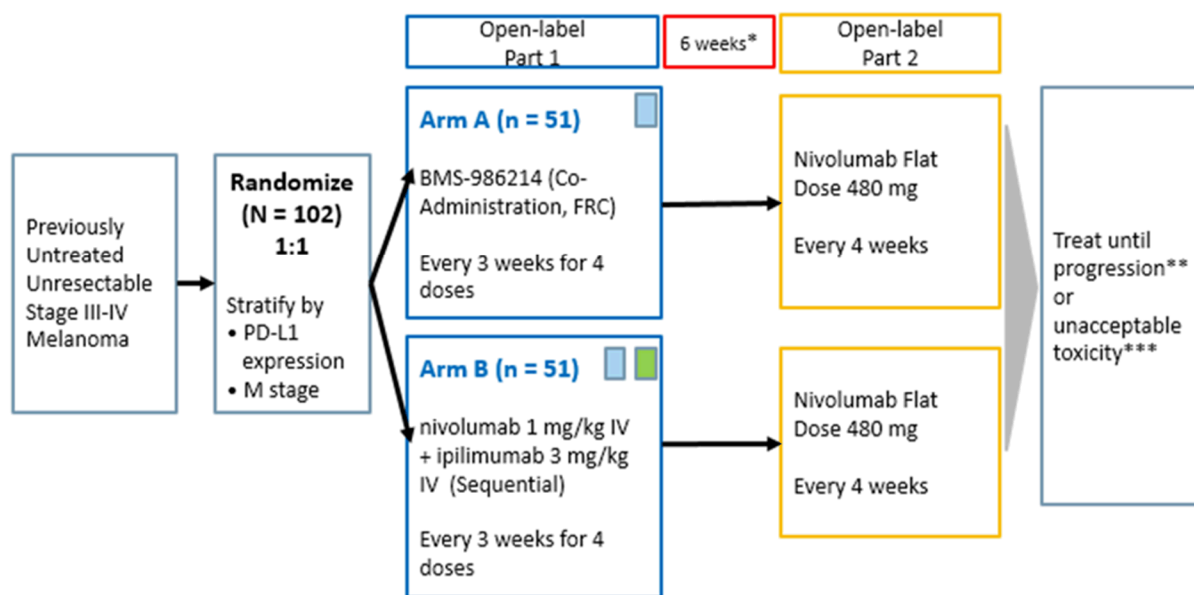 Open-label
Part 1
6 weeks*
Open-label
Part 2
Previously
Untreated
Unresectable
Stage III-IV
Melanoma
Randomize
(N = 102)
1:1
Stratify by
• PD-L1
expression
• M stage
Arm A (n = 51)
BMS-986214 (Co-
Administration, FRC)
Every 3 weeks for 4
doses
Arm B (n = 51)
nivolumab 1 mg/kg IV
+ ipilimumab 3 mg/kg
IV (Sequential)
Every 3 weeks for 4
doses
Nivolumab Flat
Dose 480 mg
Every 4 weeks
Nivolumab Flat
Dose 480 mg
Every 4 weeks
Treat until
progression**
or
unacceptable
toxicity***